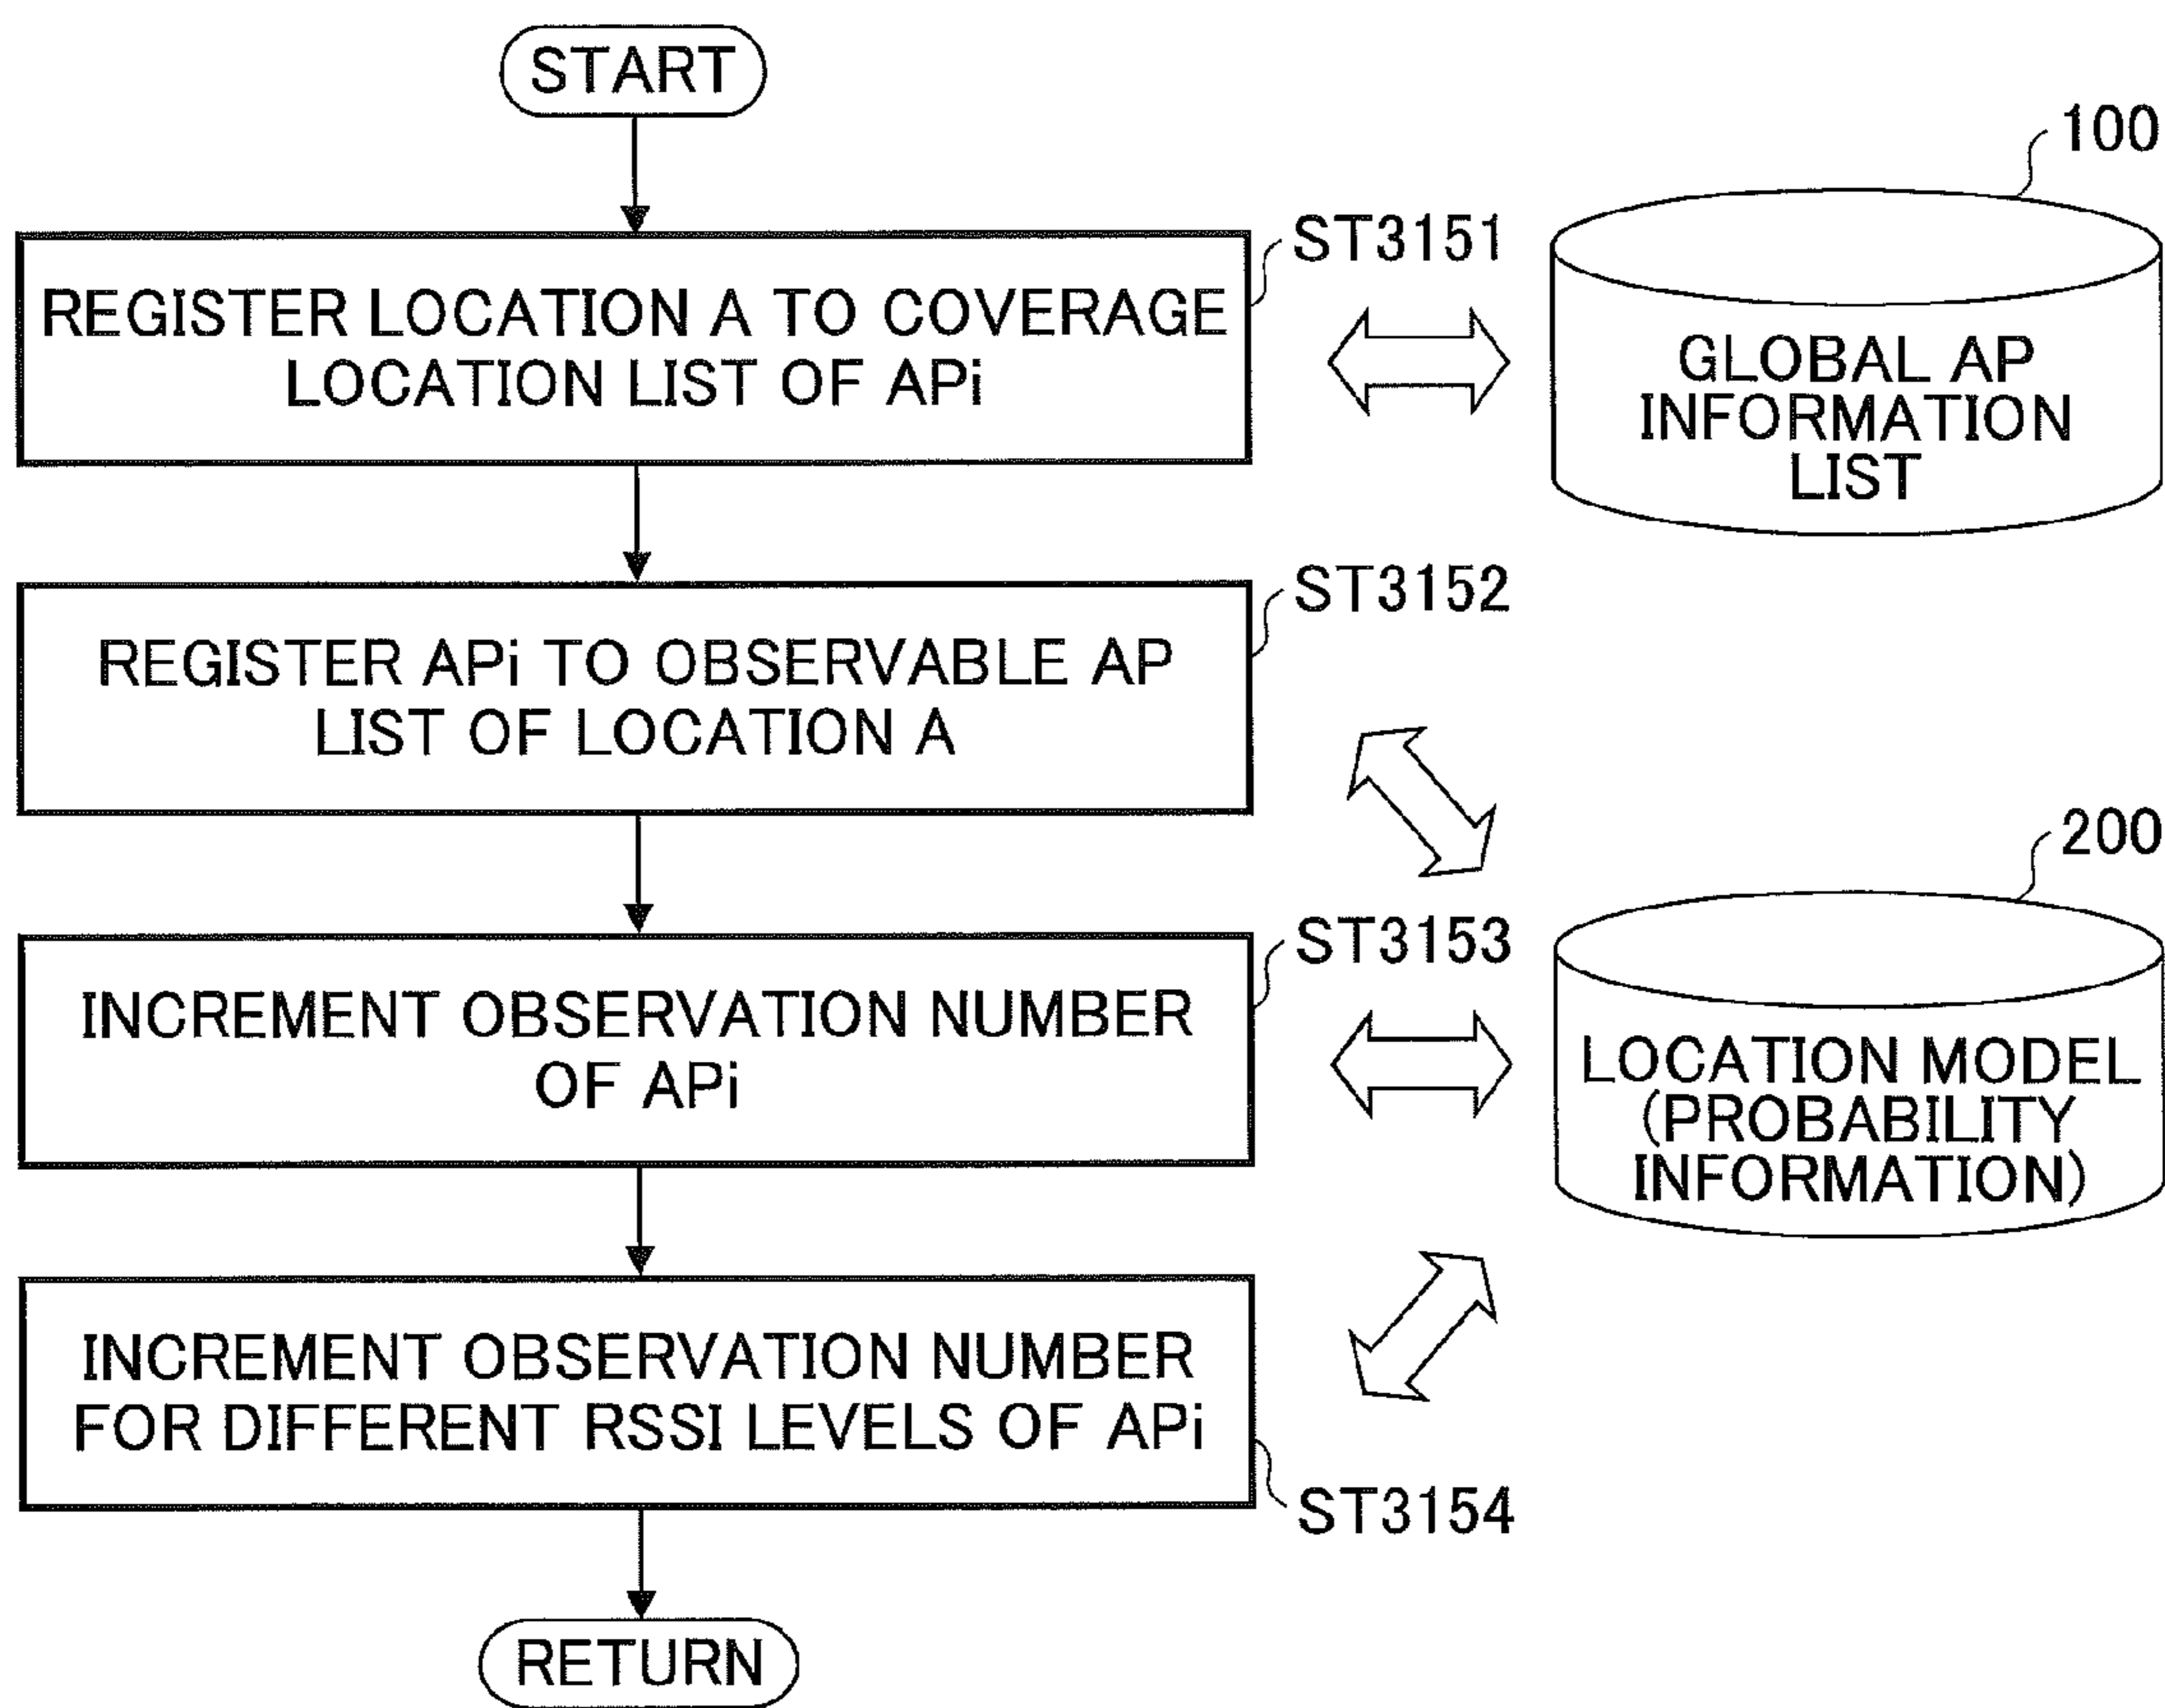 START
100
ST3151
REGISTER LOCATION A TO COVERAGE
LOCATION LIST OF APi
GLOBAL AP
INFORMATION
LIST
ST3152
REGISTER APi TO OBSERVABLE AP
LIST OF LOCATION A
200
ST3153
INCREMENT OBSERVATION NUMBER
OF APi
LOCATION MODEL
(PROBABILITY
INFORMATION)
INCREMENT OBSERVATION NUMBER
FOR DIFFERENT RSSI LEVELS OF APi
ST3154
RETURN